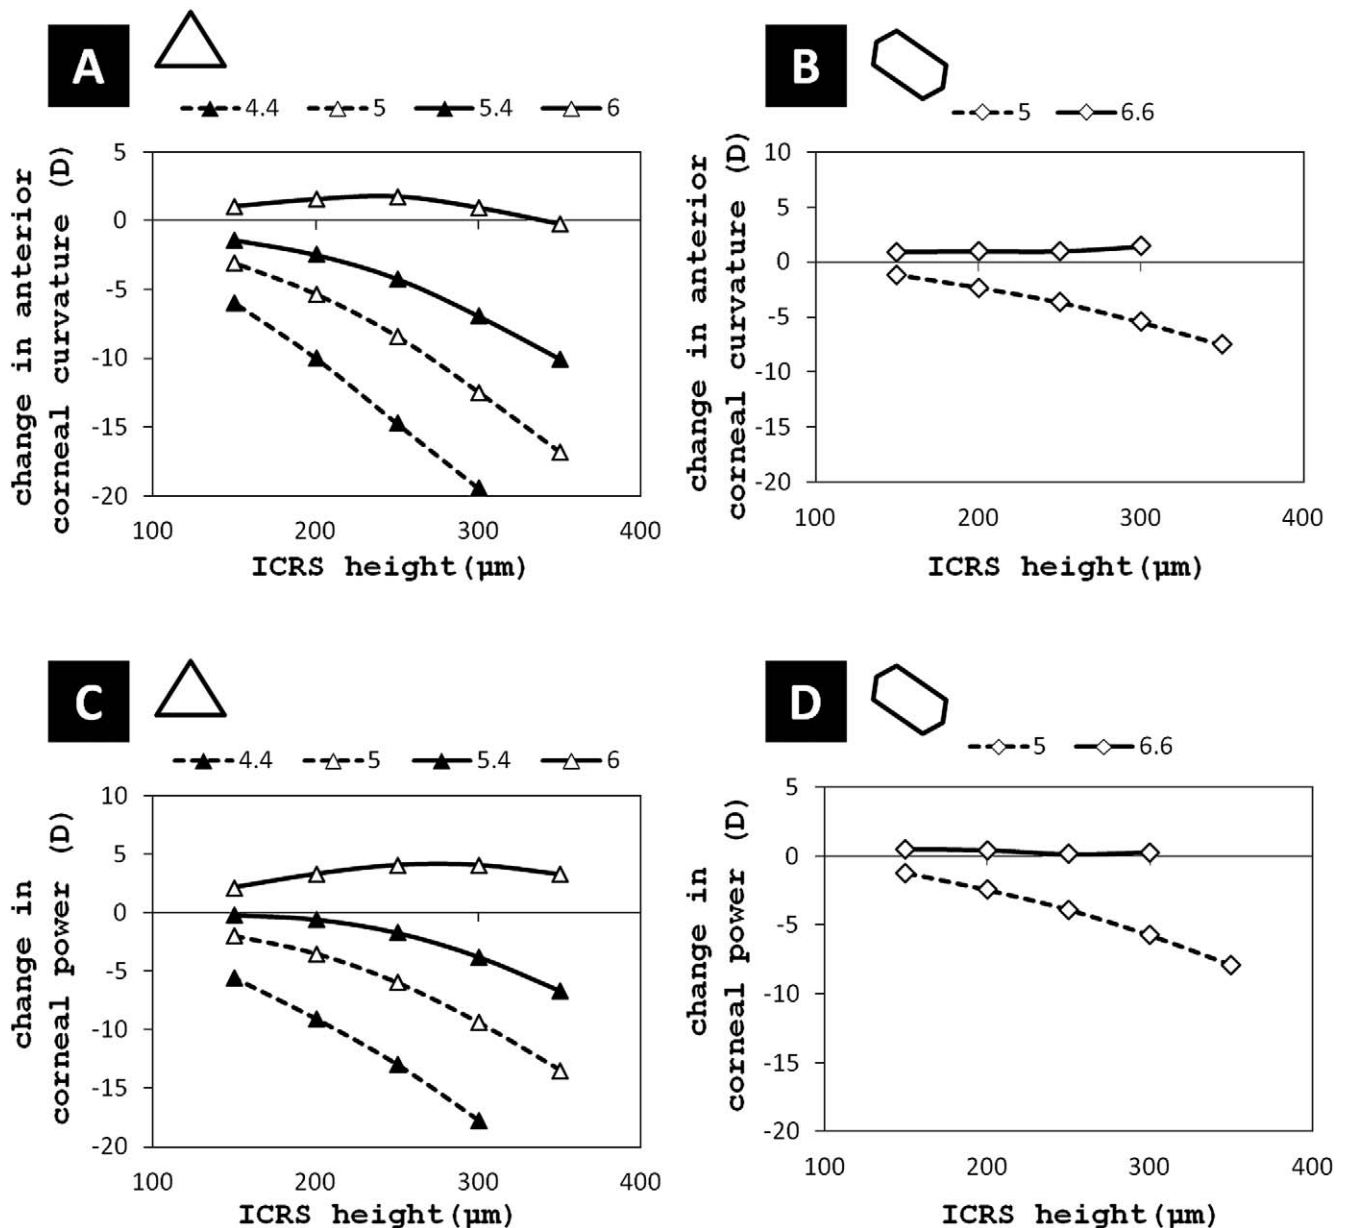 A
4.4 5 5.4 6
change in anterior
corneal curvature (D)
5
0
-5
-10
-15
-20
100 200 300 400
ICRS height(µm)
B
5 6.6
change in anterior
corneal curvature (D)
10
5
0
-5
-10
-15
-20
100 200 300 400
ICRS height(µm)
C
4.4 5 5.4 6
change in
corneal power (D)
10
5
0
-5
-10
-15
-20
100 200 300 400
ICRS height(µm)
D
5 6.6
change in
corneal power (D)
5
0
-5
-10
-15
-20
100 200 300 400
ICRS height(µm)